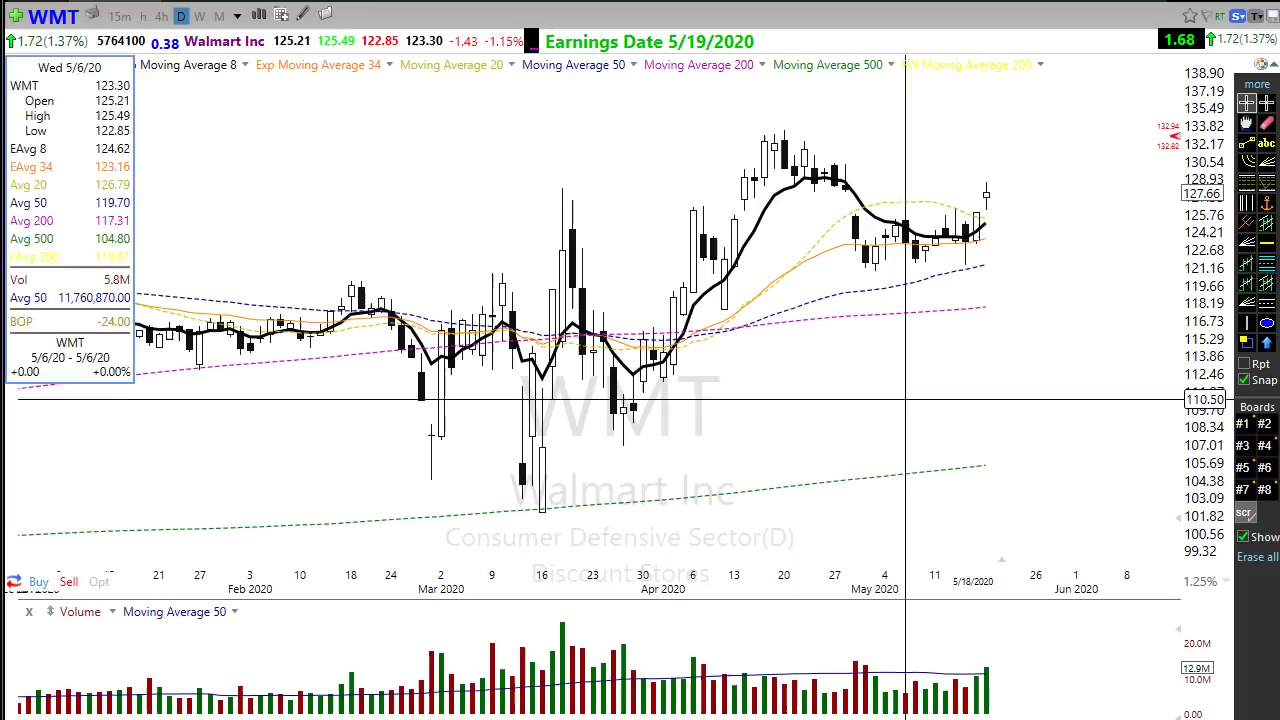 WMT 15m h 4h D W M RT S T
1.72(1.37%) 5764100 0.38 Walmart Inc 125.21 125.49 122.85 123.30 -1.43 -1.15% Earnings Date 5/19/2020 1.68 1.72(1.37%)
Moving Average 8 Exp Moving Average 34 Moving Average 20 Moving Average 50 Moving Average 200 Moving Average 500 Moving Average 200
Wed 5/6/20
WMT 123.30
Open 125.21
High 125.49
Low 122.85
EAvg 8 124.62
EAvg 34 123.16
Avg 20 126.79
Avg 50 119.70
Avg 200 117.31
Avg 500 104.80
Vol 5.8M
Avg 50 11,760,870.00
BOP -24.00
WMT
5/6/20 - 5/6/20
+0.00 +0.00%
138.90
137.19
135.49
133.82
132.17
130.54
128.93
127.66
125.76
124.21
122.68
121.16
119.66
118.19
116.73
115.29
113.86
112.46
110.50
109.70
108.34
107.01
105.69
104.38
103.09
101.82
100.56
99.32
132.94
132.82
WMT
Walmart Inc
Consumer Defensive Sector(D)
Discount Stores
more
abc
Rpt
Snap
Boards
#1 #2
#3 #4
#5 #6
#7 #8
scr
Show
Erase all
21 27 3 10 18 24 2 9 16 23 30 6 13 20 27 4 11 5/18/2020 26 1 8
Buy Sell Opt 1.25%
Feb 2020 Mar 2020 Apr 2020 May 2020 Jun 2020
X Volume Moving Average 50
20.0M
12.9M
10.0M
0.00